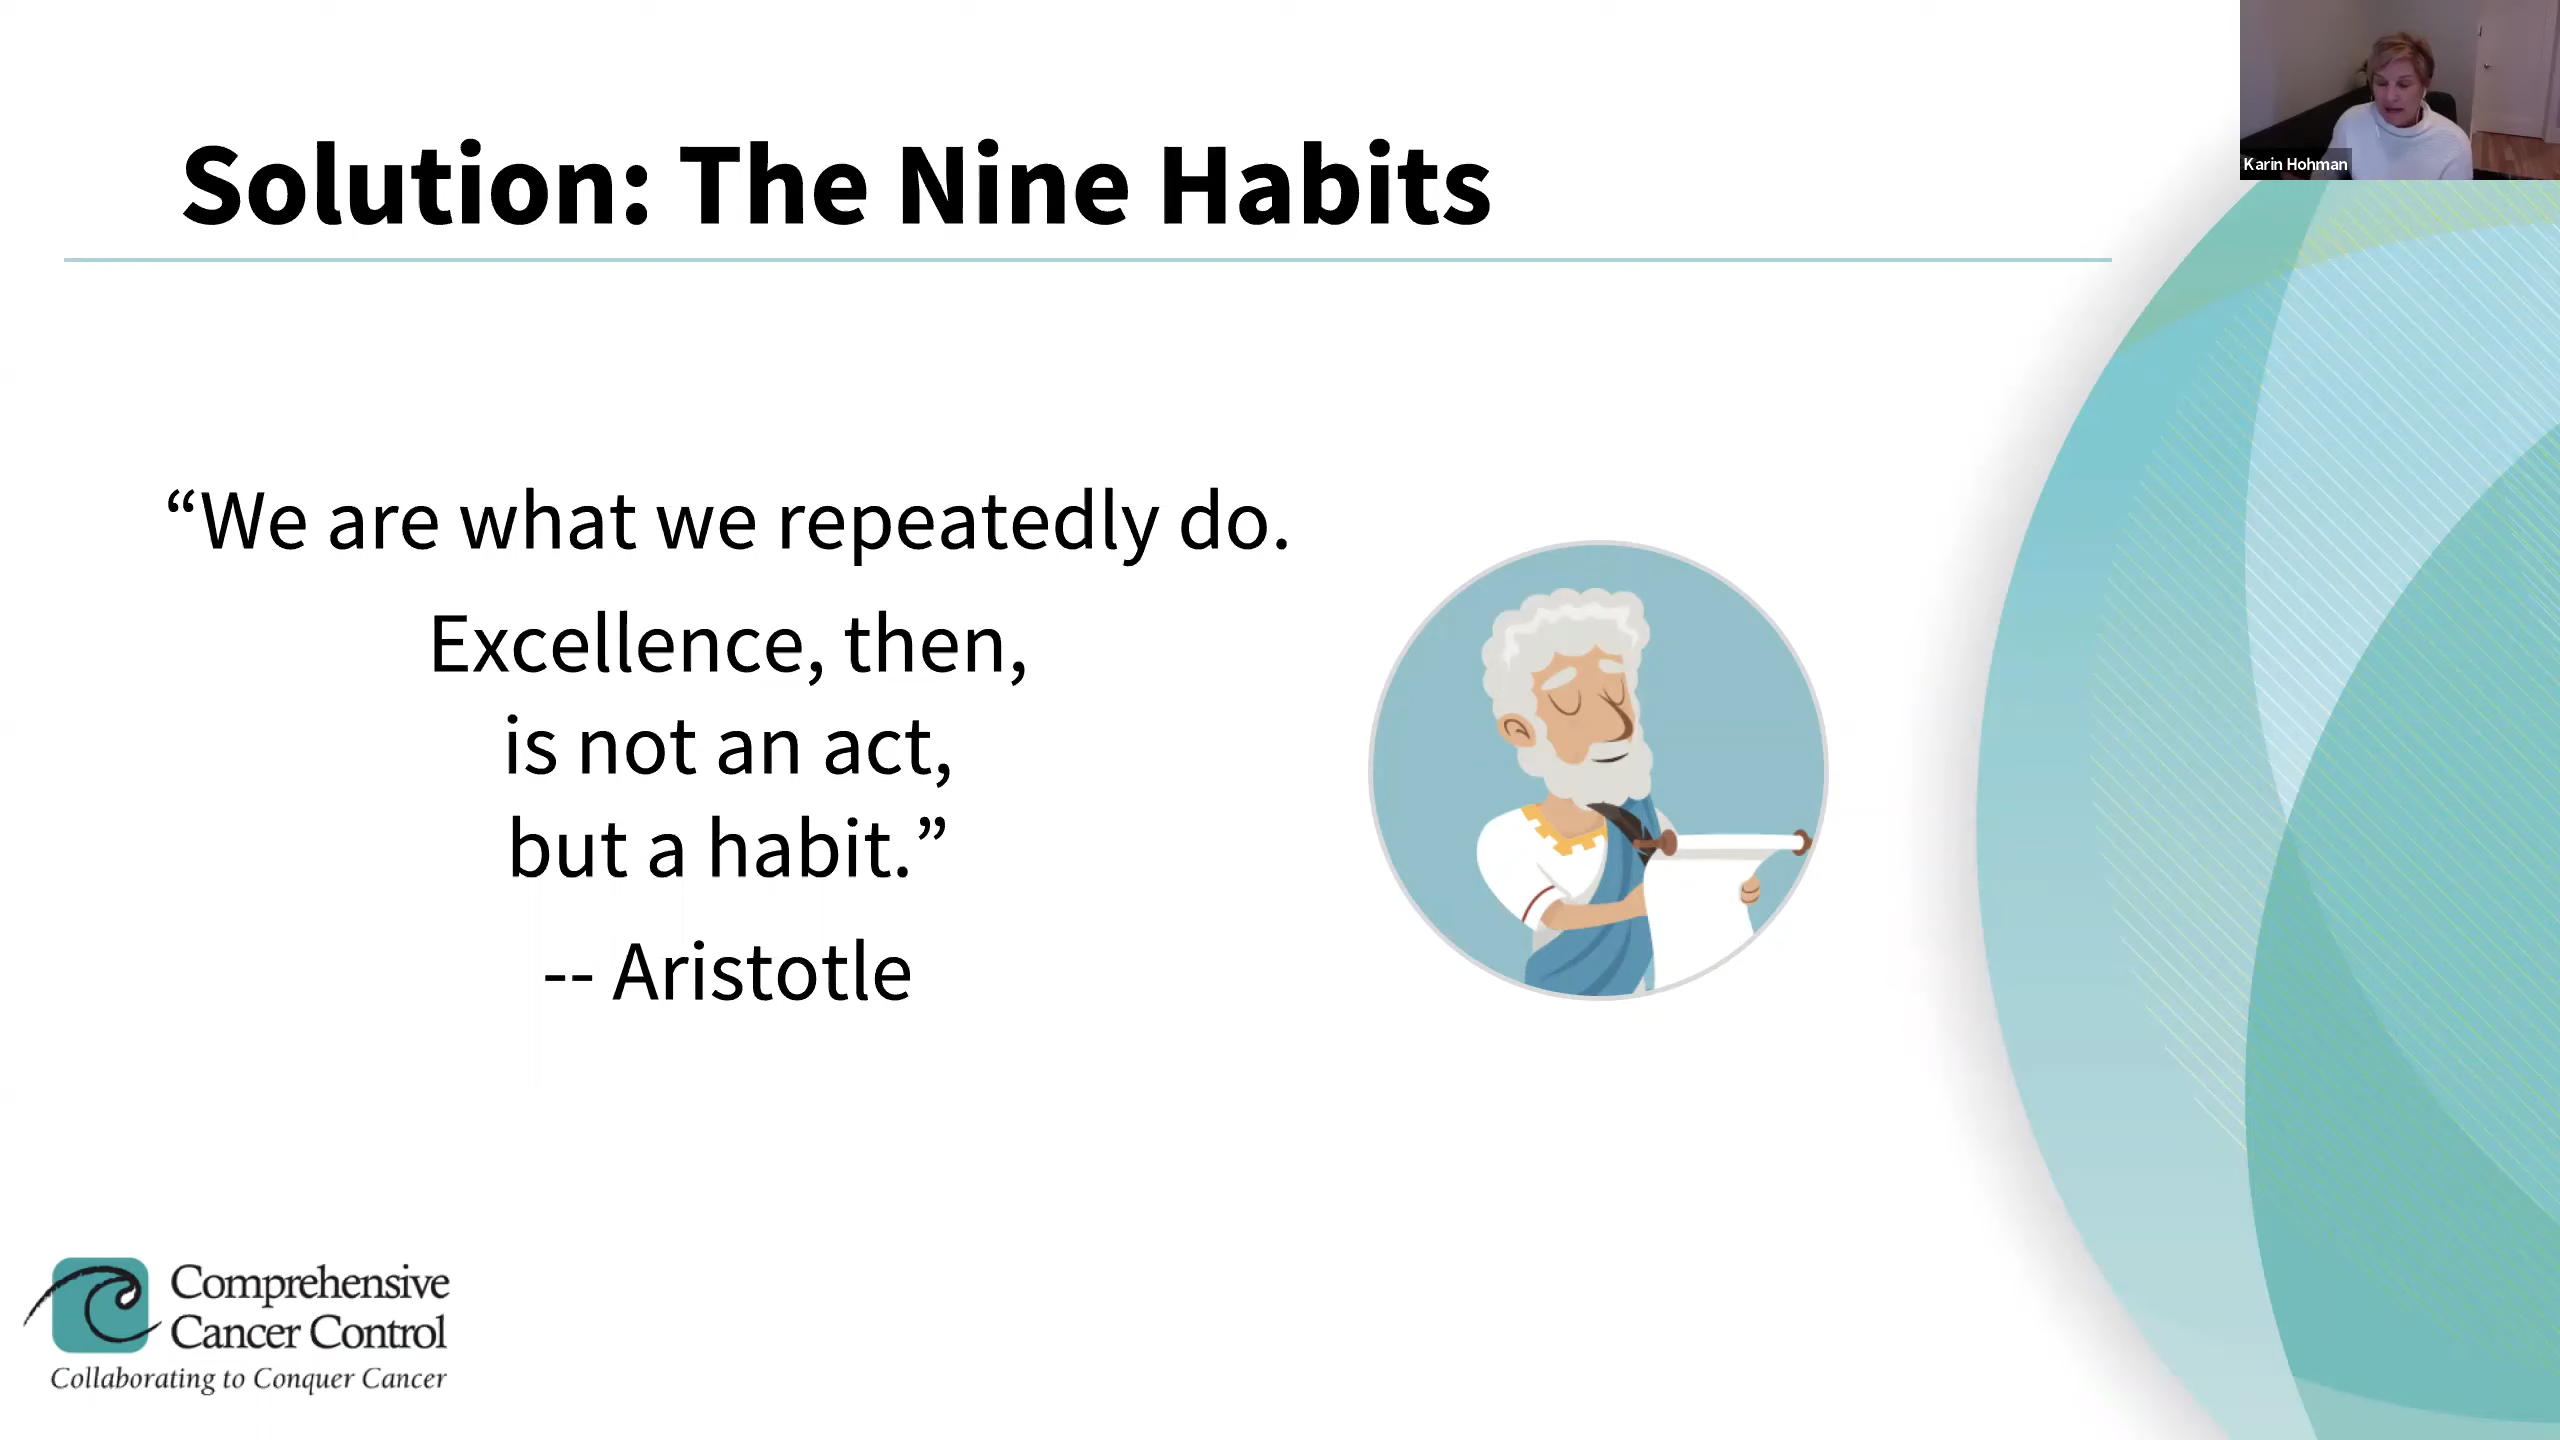 Solution: The Nine Habits
Karin Hohman
“We are what we repeatedly do.
Excellence, then,
is not an act,
but a habit.”
-- Aristotle
Comprehensive
Cancer Control
Collaborating to Conquer Cancer